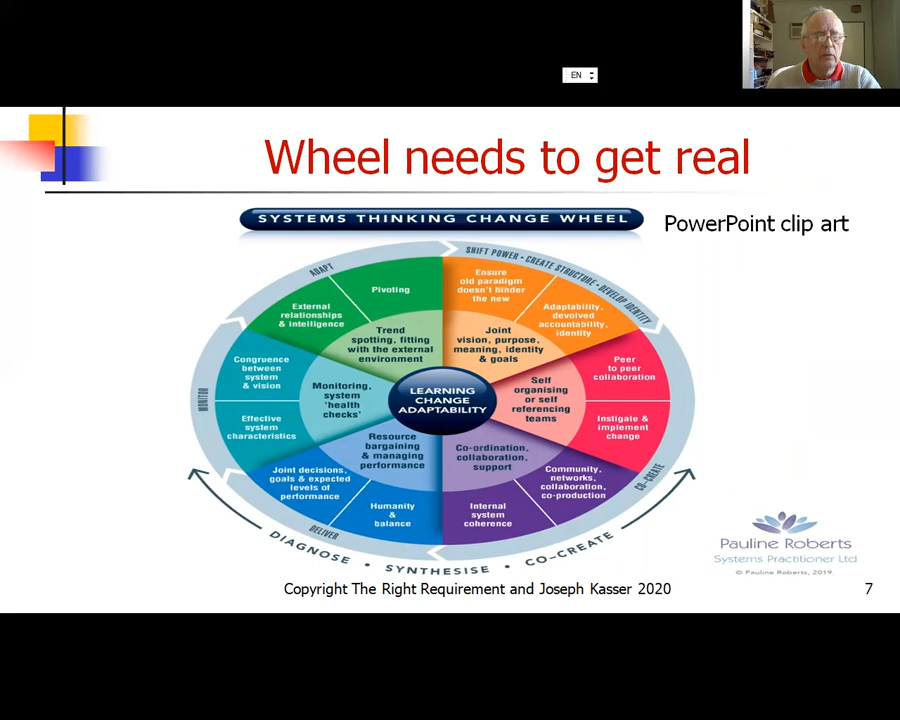 EN
Wheel needs to get real
SYSTEMS THINKING CHANGE WHEEL
PowerPoint clip art
ADAPT
SHIFT POWER • CREATE STRUCTURE • DEVELOP IDENTITY
Pivoting
External
relationships
& intelligence
Trend
spotting, fitting
with the external
environment
Ensure
old paradigm
doesn't hinder
the new
Adaptability,
devolved
accountability,
identity
Joint
vision, purpose,
meaning, identity
& goals
MONITOR
Congruence
between
system
& vision
Effective
system
characteristics
Monitoring,
system
'health
checks'
LEARNING
CHANGE
ADAPTABILITY
Self
organising
or self
referencing
teams
Peer
to peer
collaboration
Instigate &
implement
change
Resource
bargaining
& managing
performance
Joint decisions,
goals & expected
levels of
performance
Humanity
&
balance
Co-ordination,
collaboration,
support
Community,
networks,
collaboration,
co-production
Internal
system
coherence
CO-CREATE
DELIVER
DIAGNOSE • SYNTHESISE • CO-CREATE
Pauline Roberts
Systems Practitioner Ltd
© Pauline Roberts, 2019.
Copyright The Right Requirement and Joseph Kasser 2020
7